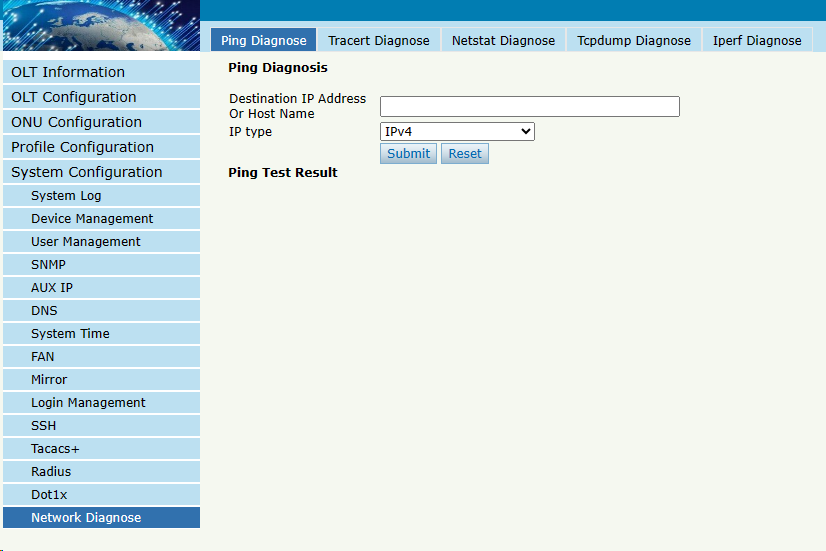 Ping Diagnose Tracert Diagnose Netstat Diagnose Tcpdump Diagnose Iperf Diagnose
OLT Information
OLT Configuration
ONU Configuration
Profile Configuration
System Configuration
System Log
Device Management
User Management
SNMP
AUX IP
DNS
System Time
FAN
Mirror
Login Management
SSH
Tacacs+
Radius
Dot1x
Network Diagnose
Ping Diagnosis
Destination IP Address
Or Host Name
IP type IPv4
Submit Reset
Ping Test Result